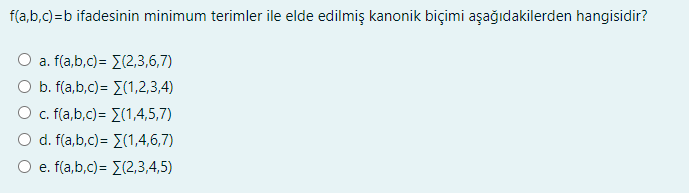 f(a,b,c)=b ifadesinin minimum terimler ile elde edilmiş kanonik biçimi aşağıdakilerden hangisidir?
a. f(a,b,c)= ∑(2,3,6,7)
b. f(a,b,c)= ∑(1,2,3,4)
c. f(a,b,c)= ∑(1,4,5,7)
d. f(a,b,c)= ∑(1,4,6,7)
e. f(a,b,c)= ∑(2,3,4,5)